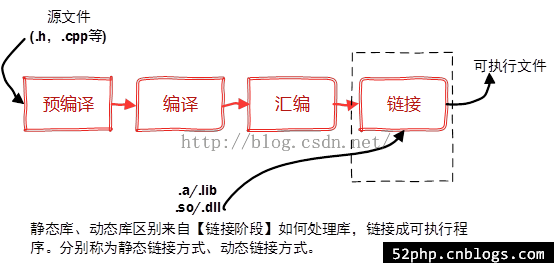 源文件
(.h，.cpp等)
可执行文件
预编译
编译
汇编
链接
http://blog.csdn.net/
.a/.lib
.so/.dll
静态库、动态库区别来自【链接阶段】如何处理库，链接成可执行程
序。分别称为静态链接方式、动态链接方式。
52php.cnblogs.com